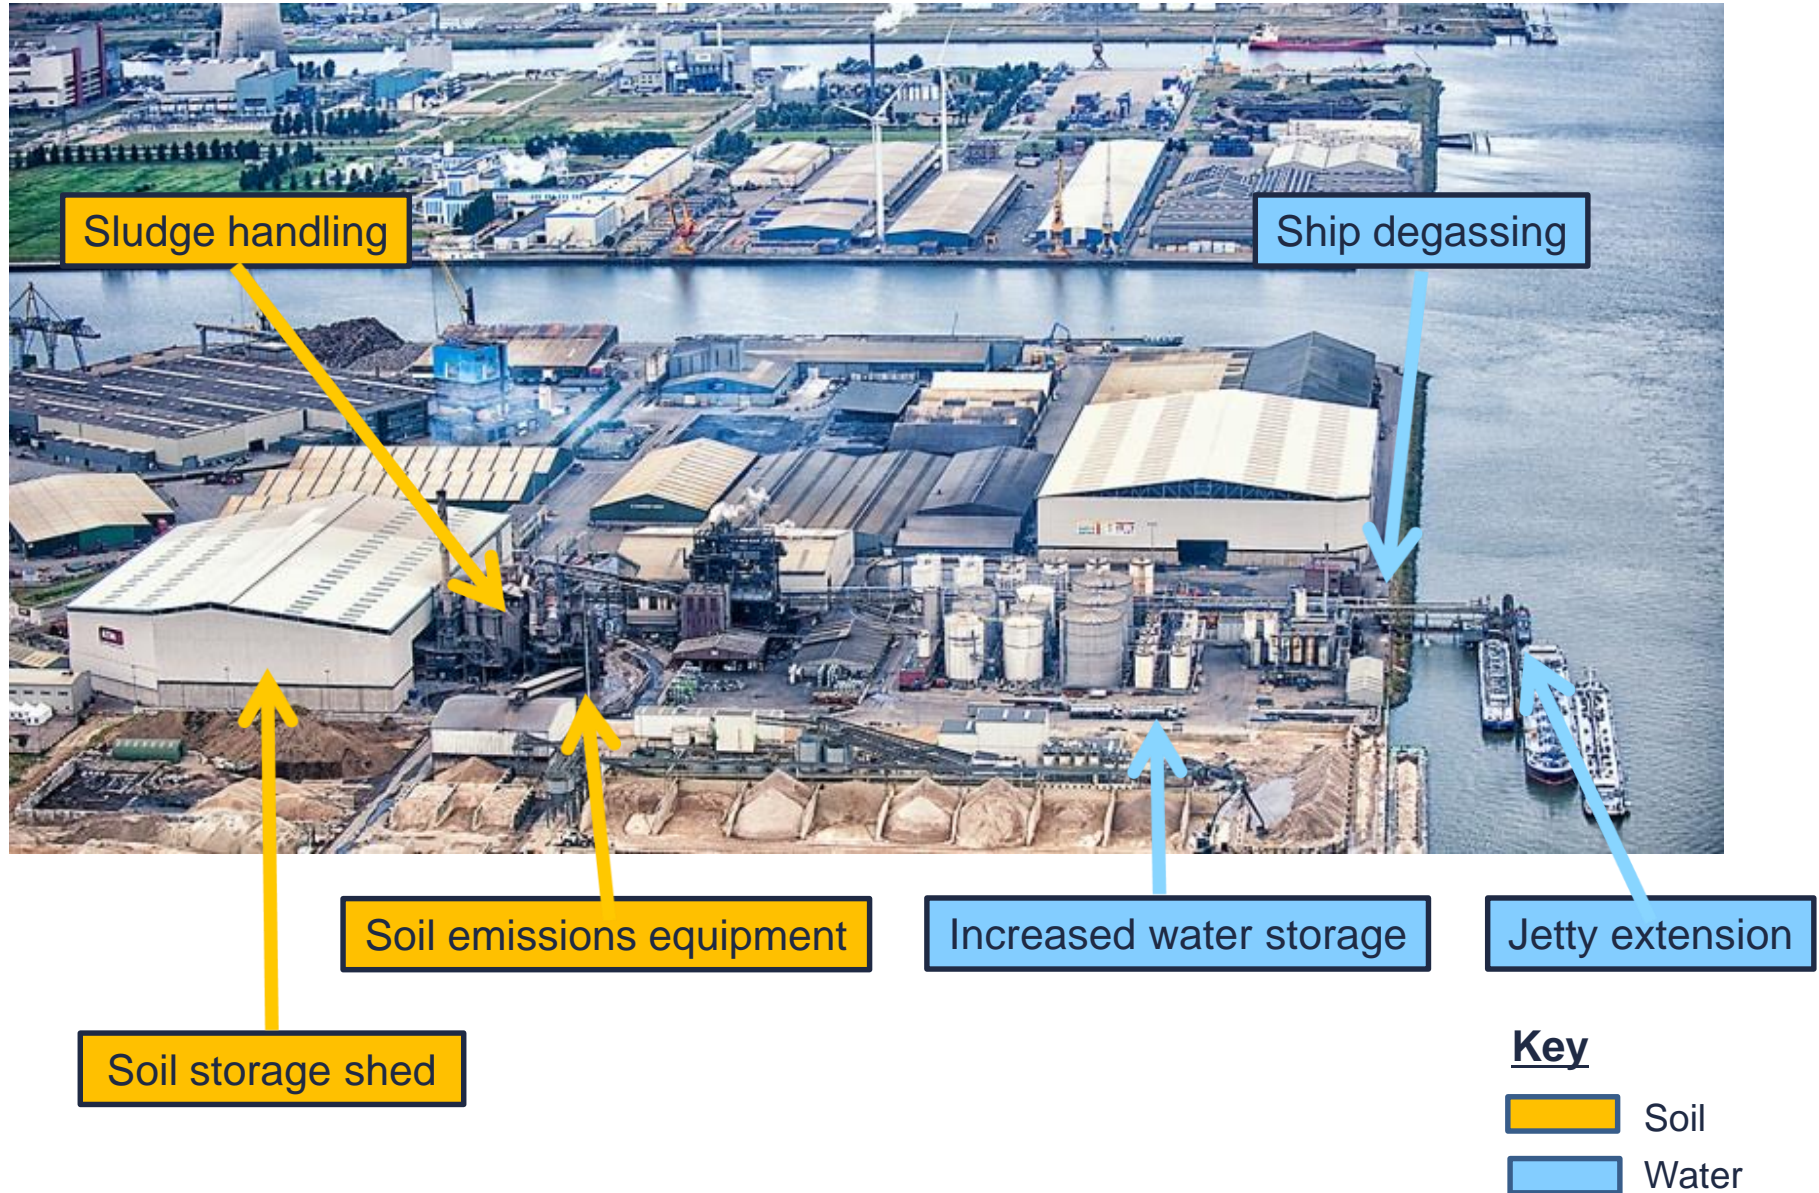 Sludge handling
Ship degassing
Soil emissions equipment
Increased water storage
Jetty extension
Soil storage shed
Key
Soil
Water